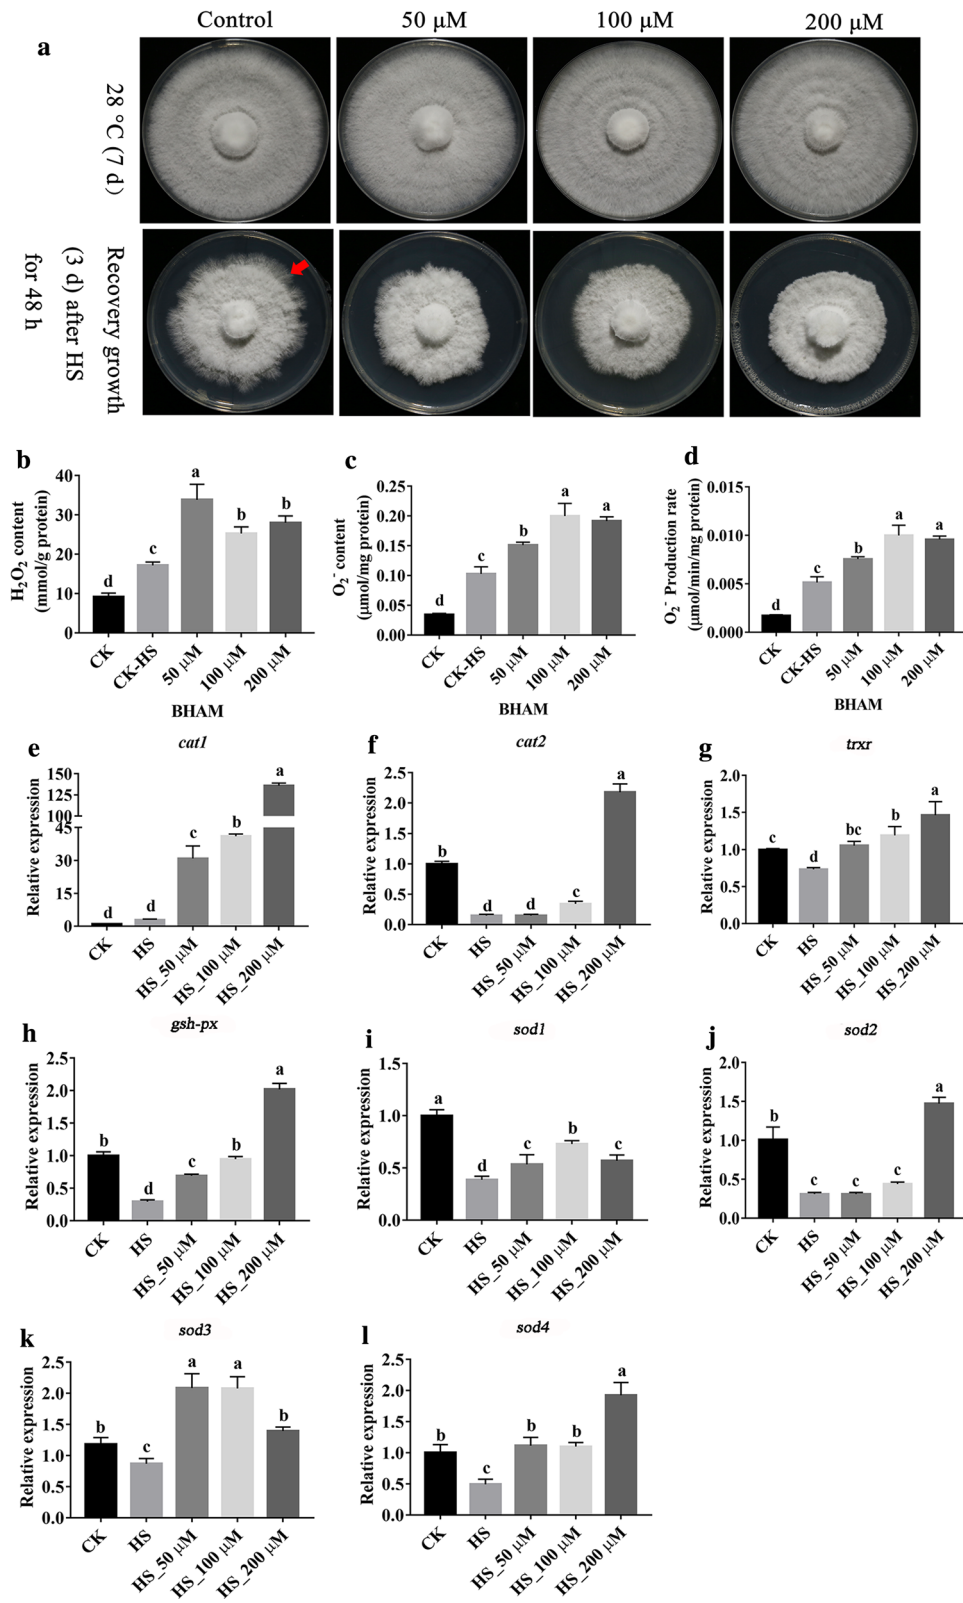 Control 50 μM 100 μM 200 μM
a
28 °C (7 d)
Recovery growth
(3 d) after HS
for 48 h
b
H₂O₂ content
(mmol/g protein)
40
30
20
10
0
d c a b b
CK CK-HS 50 μM 100 μM 200 μM
BHAM
c
O₂⁻ content
(μmol/mg protein)
0.25
0.20
0.15
0.10
0.05
0.00
d c b a a
CK CK-HS 50 μM 100 μM 200 μM
BHAM
d
O₂⁻ Production rate
(μmol/min/mg protein)
0.015
0.010
0.005
0.000
d c b a a
CK CK-HS 50 μM 100 μM 200 μM
BHAM
e
cat1
Relative expression
150
125
100
45
30
15
0
d d c b a
CK HS HS_50 μM HS_100 μM HS_200 μM
f
cat2
Relative expression
2.5
2.0
1.5
1.0
0.5
0.0
b d d c a
CK HS HS_50 μM HS_100 μM HS_200 μM
g
trxr
Relative expression
2.0
1.5
1.0
0.5
0.0
c d bc b a
CK HS HS_50 μM HS_100 μM HS_200 μM
h
gsh-px
Relative expression
2.5
2.0
1.5
1.0
0.5
0.0
b d c b a
CK HS HS_50 μM HS_100 μM HS_200 μM
i
sod1
Relative expression
1.5
1.0
0.5
0.0
a d c b c
CK HS HS_50 μM HS_100 μM HS_200 μM
j
sod2
Relative expression
2.0
1.5
1.0
0.5
0.0
b c c c a
CK HS HS_50 μM HS_100 μM HS_200 μM
k
sod3
Relative expression
2.5
2.0
1.5
1.0
0.5
0.0
b c a a b
CK HS HS_50 μM HS_100 μM HS_200 μM
l
sod4
Relative expression
2.5
2.0
1.5
1.0
0.5
0.0
b c b b a
CK HS HS_50 μM HS_100 μM HS_200 μM